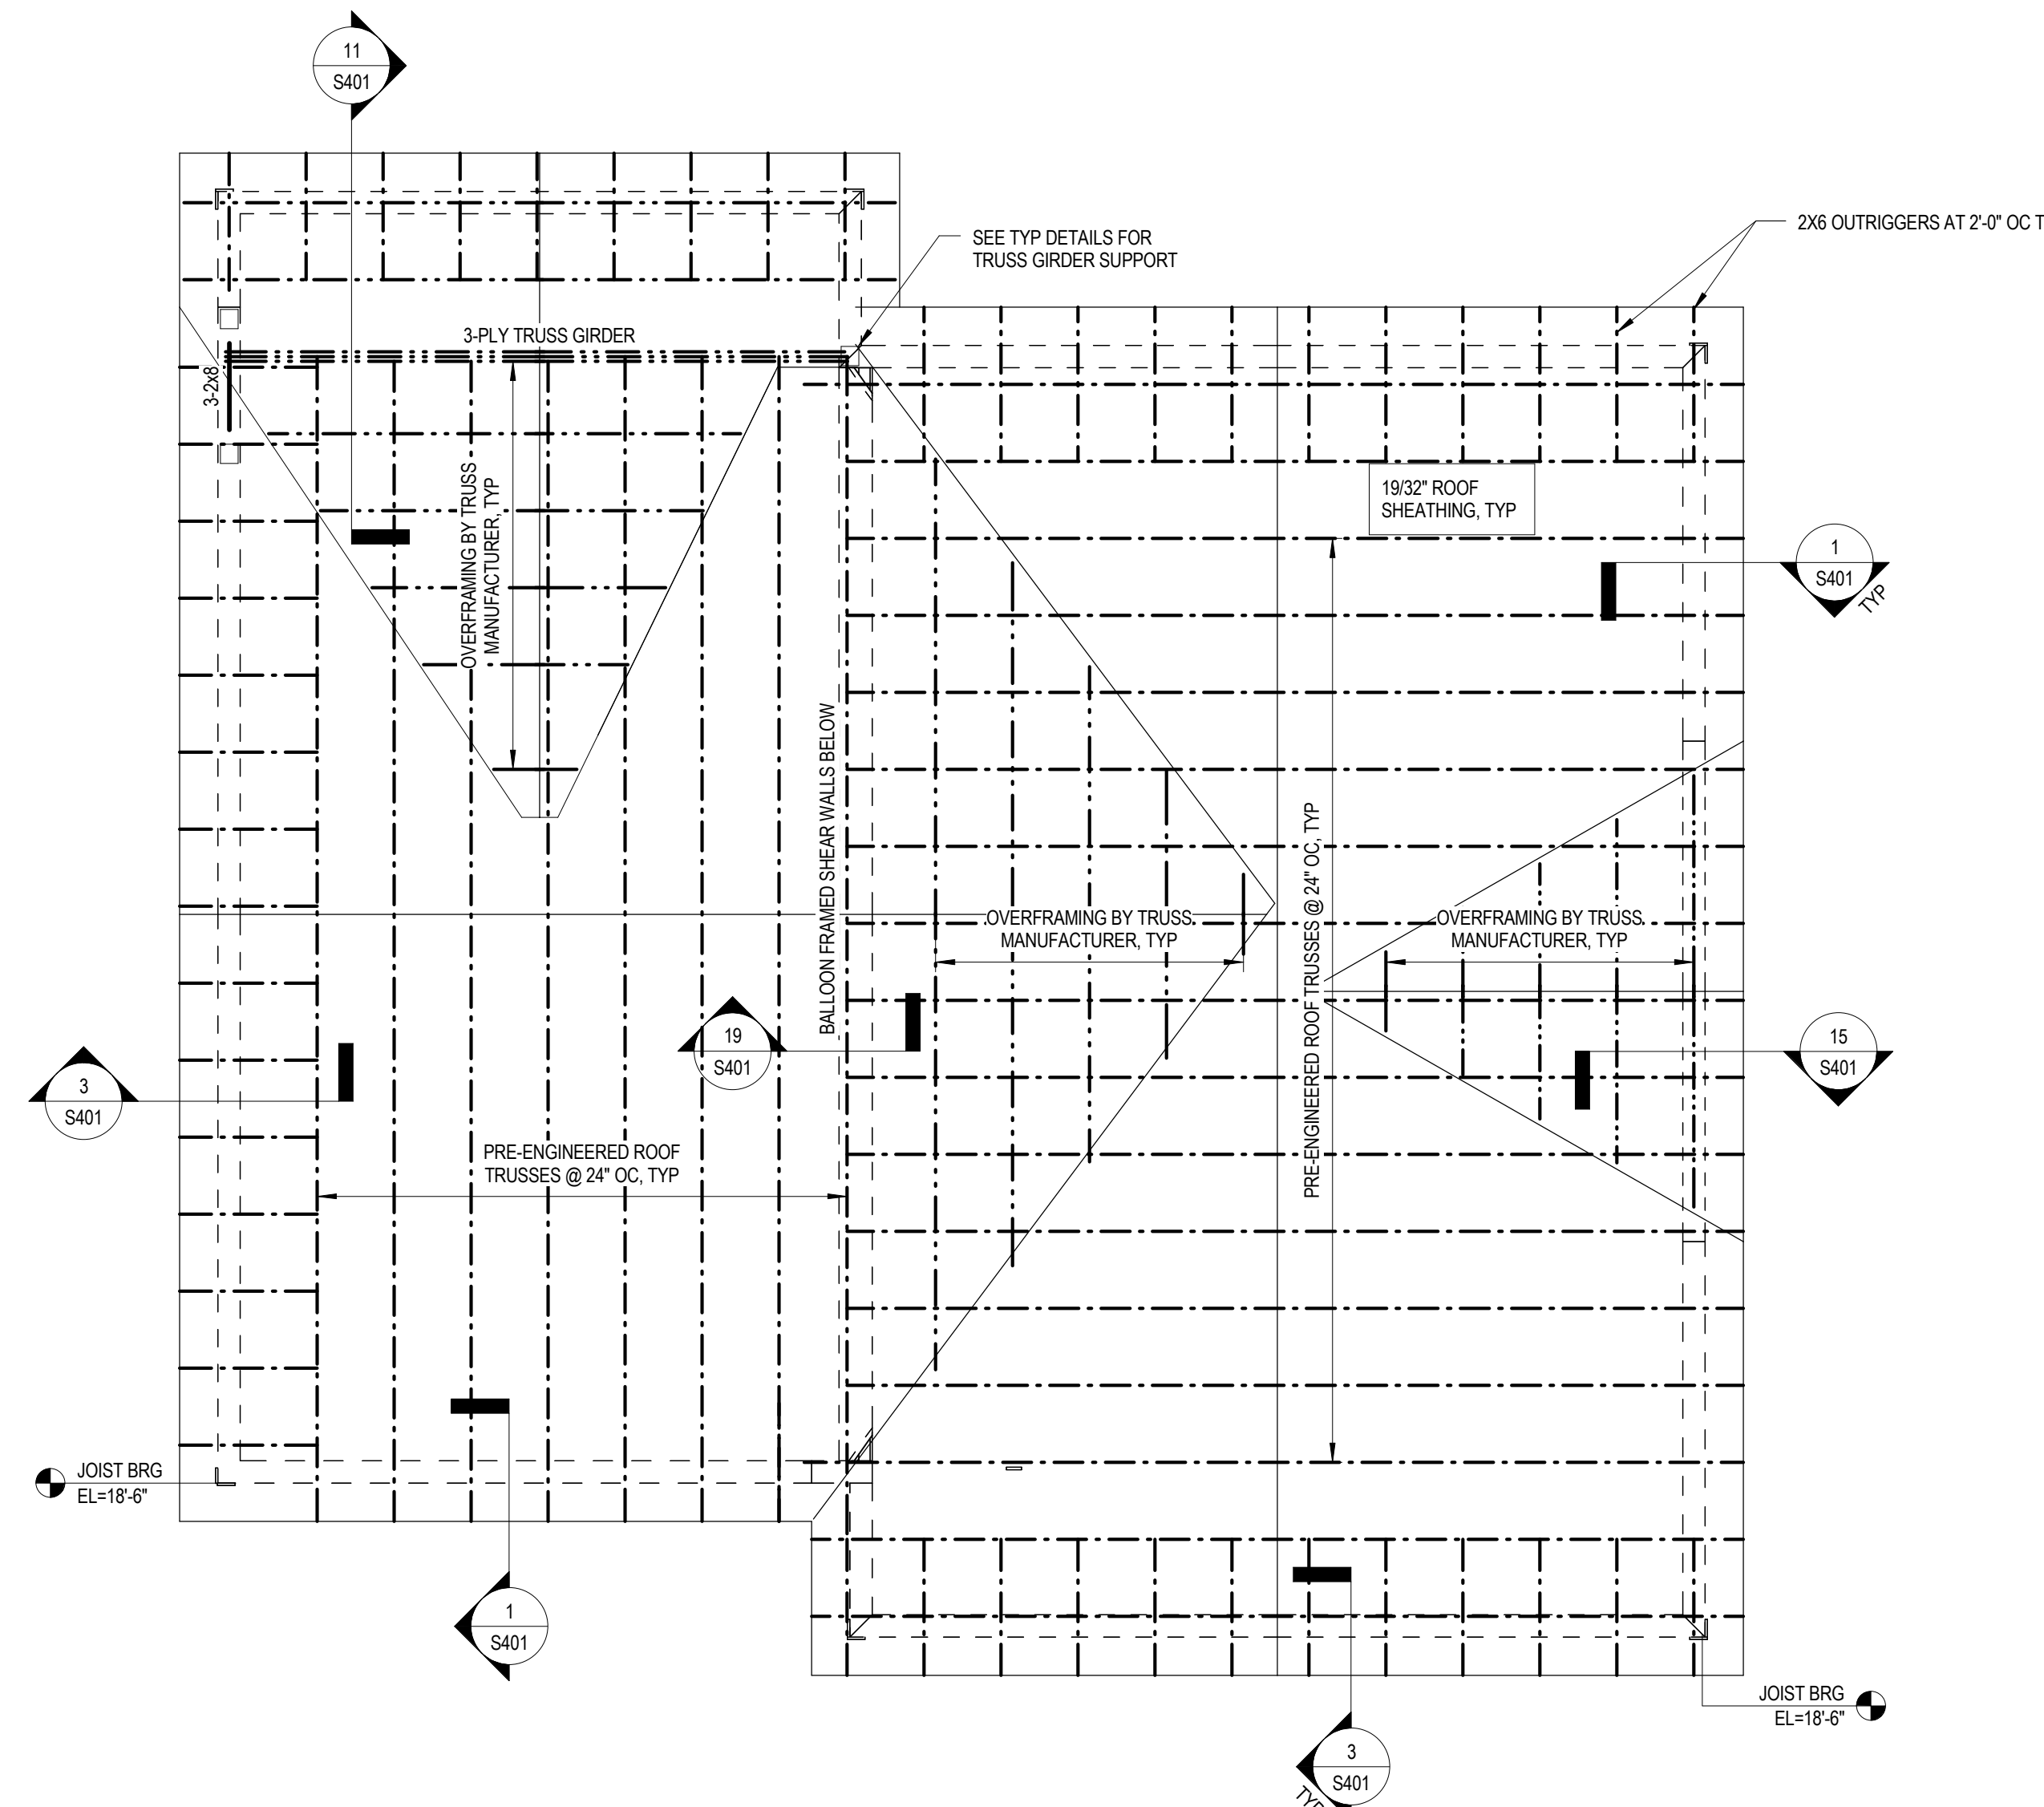 11
S401
SEE TYP DETAILS FOR
TRUSS GIRDER SUPPORT
2X6 OUTRIGGERS AT 2'-0" OC T
3-PLY TRUSS GIRDER
3-2x8
OVERFRAMING BY TRUSS
MANUFACTURER, TYP
19/32" ROOF
SHEATHING, TYP
1
S401
TYP
BALLOON FRAMED SHEAR WALLS BELOW
PRE-ENGINEERED ROOF TRUSSES @ 24" OC, TYP
OVERFRAMING BY TRUSS
MANUFACTURER, TYP
OVERFRAMING BY TRUSS
MANUFACTURER, TYP
19
S401
15
S401
3
S401
PRE-ENGINEERED ROOF
TRUSSES @ 24" OC, TYP
JOIST BRG
EL=18'-6"
1
S401
JOIST BRG
EL=18'-6"
3
S401
TYP